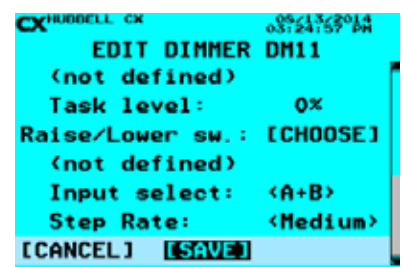 CX HUBBELL CX 05/13/2014
03:24:57 PM
EDIT DIMMER DM11
(not defined)
Task level: 0%
Raise/Lower sw.: [CHOOSE]
(not defined)
Input select: <A+B>
Step Rate: <Medium>
[CANCEL] [SAVE]